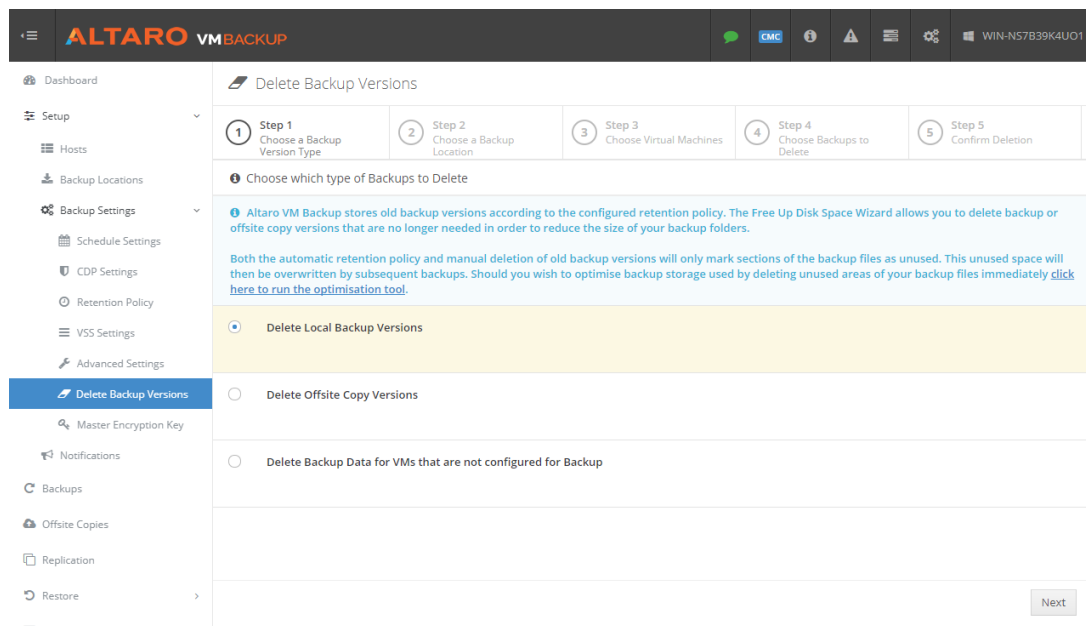 ALTARO VMBACKUP
CMC
WIN-NS7B39K4UO1
Dashboard
Setup
Hosts
Backup Locations
Backup Settings
Schedule Settings
CDP Settings
Retention Policy
VSS Settings
Advanced Settings
Delete Backup Versions
Master Encryption Key
Notifications
Backups
Offsite Copies
Replication
Restore
Delete Backup Versions
1
Step 1
Choose a Backup
Version Type
2
Step 2
Choose a Backup
Location
3
Step 3
Choose Virtual Machines
4
Step 4
Choose Backups to
Delete
5
Step 5
Confirm Deletion
Choose which type of Backups to Delete
Altaro VM Backup stores old backup versions according to the configured retention policy. The Free Up Disk Space Wizard allows you to delete backup or
offsite copy versions that are no longer needed in order to reduce the size of your backup folders.
Both the automatic retention policy and manual deletion of old backup versions will only mark sections of the backup files as unused. This unused space will
then be overwritten by subsequent backups. Should you wish to optimise backup storage used by deleting unused areas of your backup files immediately click
here to run the optimisation tool.
Delete Local Backup Versions
Delete Offsite Copy Versions
Delete Backup Data for VMs that are not configured for Backup
Next